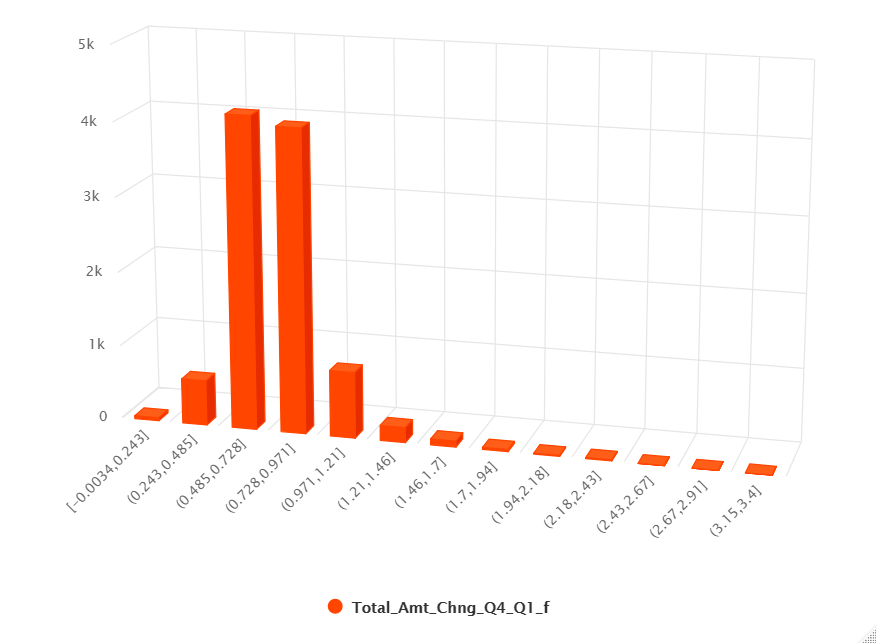 5k
4k
3k
2k
1k
0
[-0.0034,0.243]
(0.243,0.485]
(0.485,0.728]
(0.728,0.971]
(0.971,1.21]
(1.21,1.46]
(1.46,1.7]
(1.7,1.94]
(1.94,2.18]
(2.18,2.43]
(2.43,2.67]
(2.67,2.91]
(3.15,3.4]
Total_Amt_Chng_Q4_Q1_f